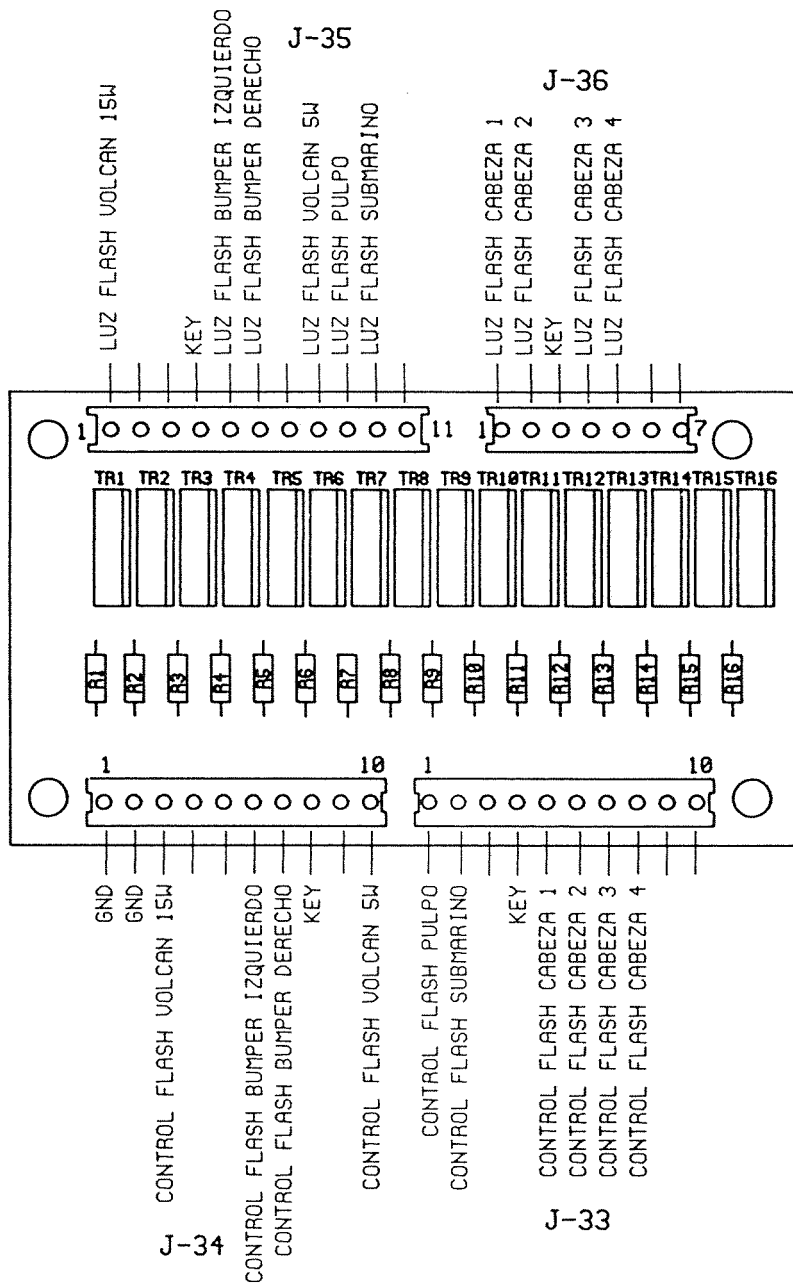 J-35
J-36
LUZ FLASH VOLCAN 15W
KEY
LUZ FLASH BUMPER IZQUIERDO
LUZ FLASH BUMPER DERECHO
LUZ FLASH VOLCAN 5W
LUZ FLASH PULPO
LUZ FLASH SUBMARINO
LUZ FLASH CABEZA 1
LUZ FLASH CABEZA 2
KEY
LUZ FLASH CABEZA 3
LUZ FLASH CABEZA 4
1 11 1 7
TR1 TR2 TR3 TR4 TR5 TR6 TR7 TR8 TR9 TR10 TR11 TR12 TR13 TR14 TR15 TR16
R1 R2 R3 R4 R5 R6 R7 R8 R9 R10 R11 R12 R13 R14 R15 R16
1 10 1 10
GND
GND
CONTROL FLASH VOLCAN 15W
CONTROL FLASH BUMPER IZQUIERDO
CONTROL FLASH BUMPER DERECHO
KEY
CONTROL FLASH VOLCAN 5W
CONTROL FLASH PULPO
CONTROL FLASH SUBMARINO
KEY
CONTROL FLASH CABEZA 1
CONTROL FLASH CABEZA 2
CONTROL FLASH CABEZA 3
CONTROL FLASH CABEZA 4
J-34
J-33